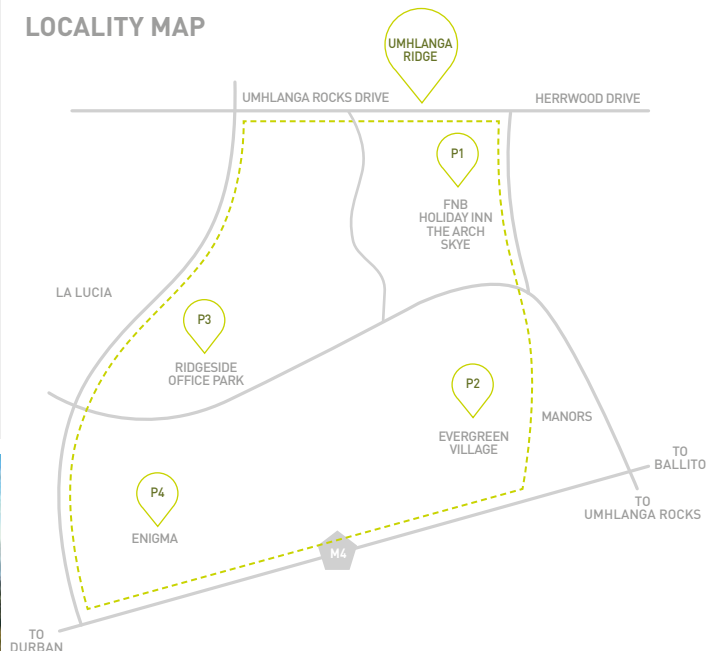 LOCALITY MAP
UMHLANGA
RIDGE
UMHLANGA ROCKS DRIVE
HERRWOOD DRIVE
P1
FNB
HOLIDAY INN
THE ARCH
SKYE
LA LUCIA
P3
RIDGESIDE
OFFICE PARK
P2
EVERGREEN
VILLAGE
MANORS
TO
BALLITO
TO
UMHLANGA ROCKS
P4
ENIGMA
M4
TO
DURBAN